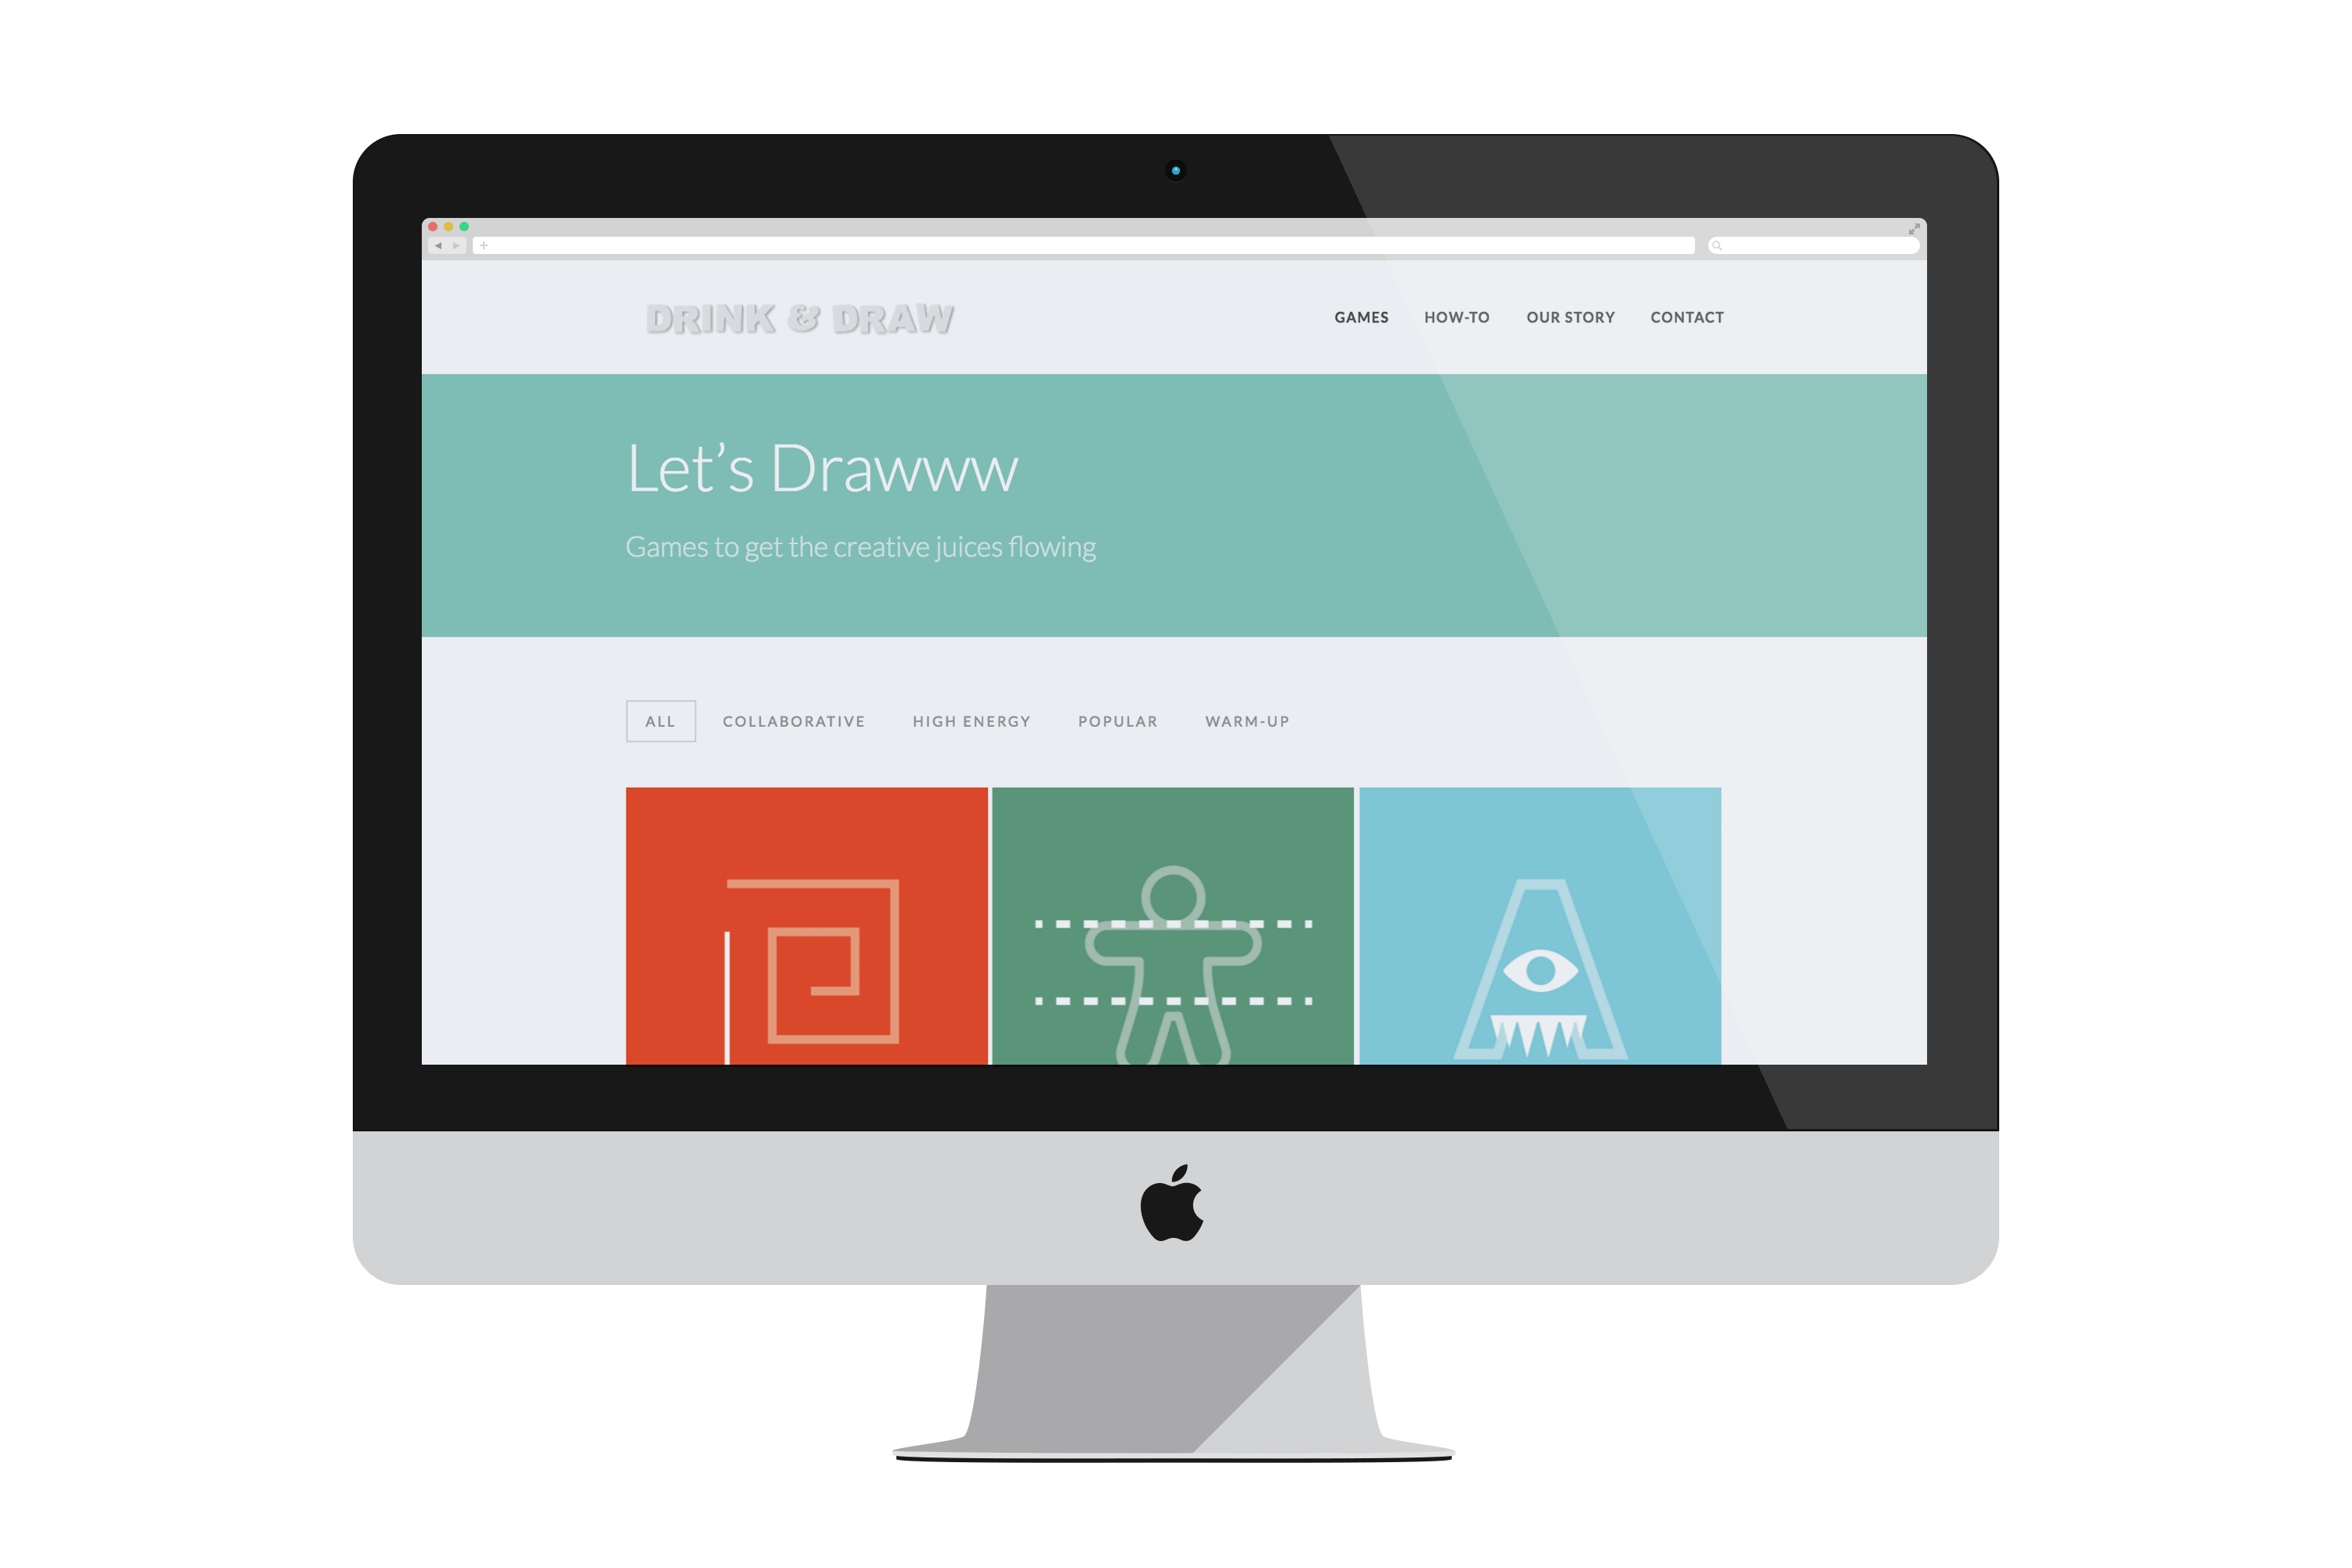 DRINK & DRAW
GAMES HOW-TO OUR STORY CONTACT
Let’s Drawww
Games to get the creative juices flowing
ALL COLLABORATIVE HIGH ENERGY POPULAR WARM-UP